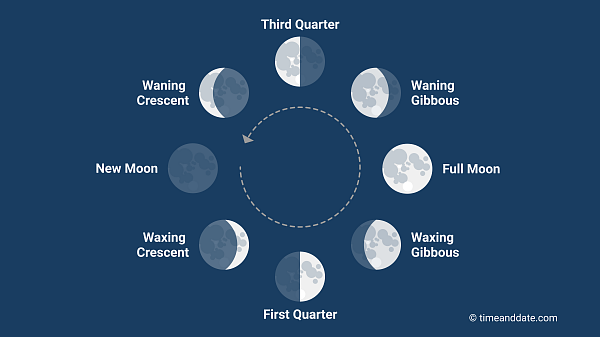 Third Quarter
Waning
Crescent
Waning
Gibbous
New Moon
Full Moon
Waxing
Crescent
Waxing
Gibbous
First Quarter
© timeanddate.com